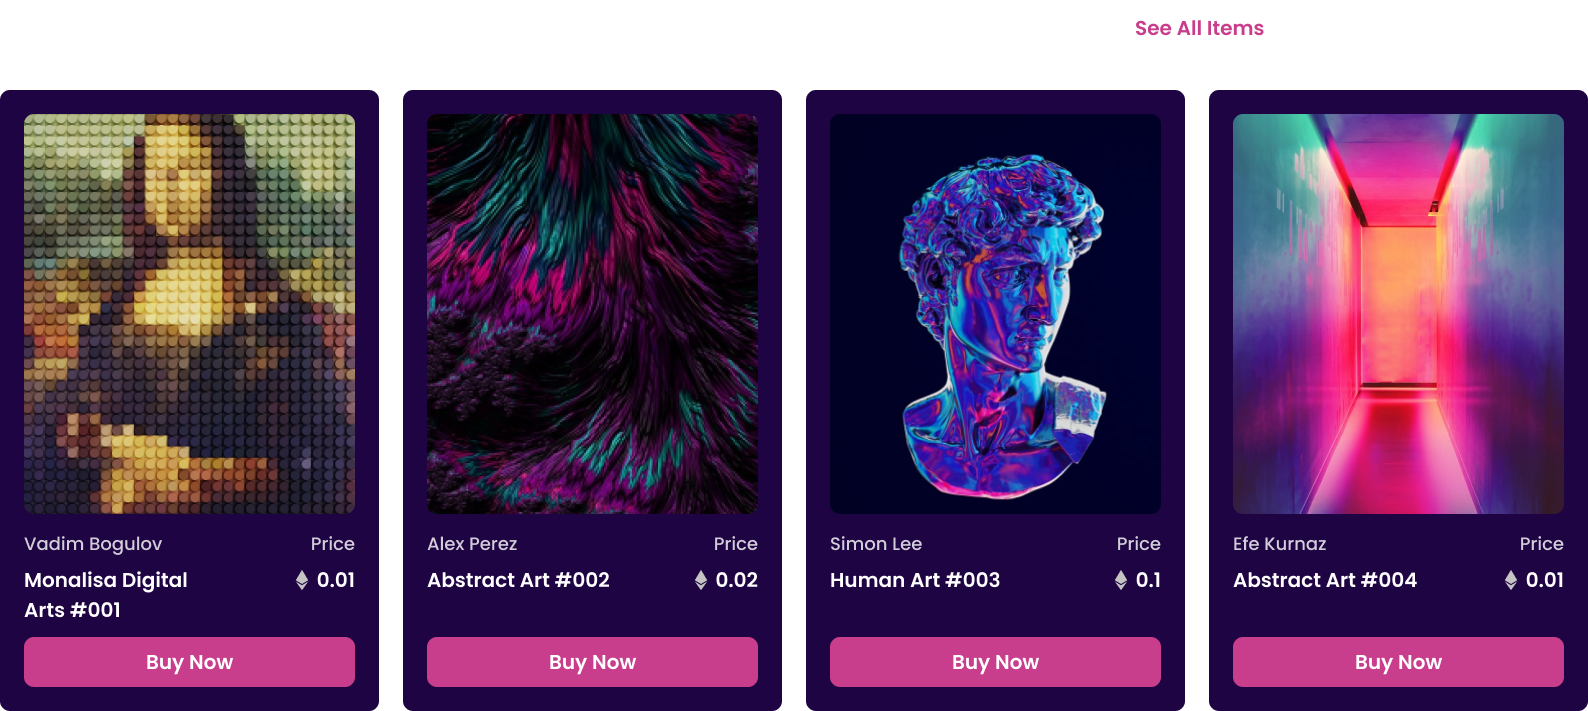 See All Items
Vadim Bogulov
Price
Monalisa Digital
Arts #001
0.01
Buy Now
Alex Perez
Price
Abstract Art #002
0.02
Buy Now
Simon Lee
Price
Human Art #003
0.1
Buy Now
Efe Kurnaz
Price
Abstract Art #004
0.01
Buy Now